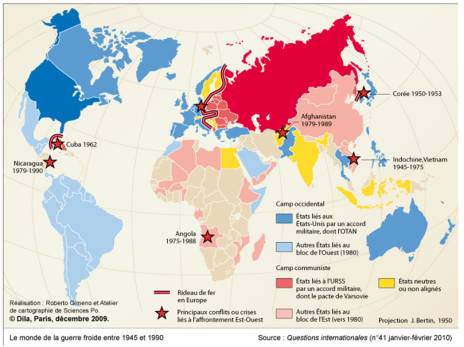 Corée 1950-1953
Afghanistan
1979-1989
Cuba 1962
Nicaragua
1979-1990
Indochine,Vietnam
1945-1975
Angola
1975-1988
Camp occidental
États liés aux
États-Unis par un accord
militaire, dont l'OTAN
Autres États liés au
bloc de l'Ouest (1980)
Camp communiste
Rideau de fer
en Europe
Principaux conflits ou crises
liés à l'affrontement Est-Ouest
États liés à l'URSS
par un accord militaire,
dont le pacte de Varsovie
Autres États liés au
bloc de l'Est (vers 1980)
États neutres
ou non alignés
Réalisation : Roberto Gimeno et Atelier
de cartographie de Sciences Po.
© Dila, Paris, décembre 2009.
Projection J. Bertin, 1950
Le monde de la guerre froide entre 1945 et 1990
Source : Questions internationales (n°41 janvier-février 2010)